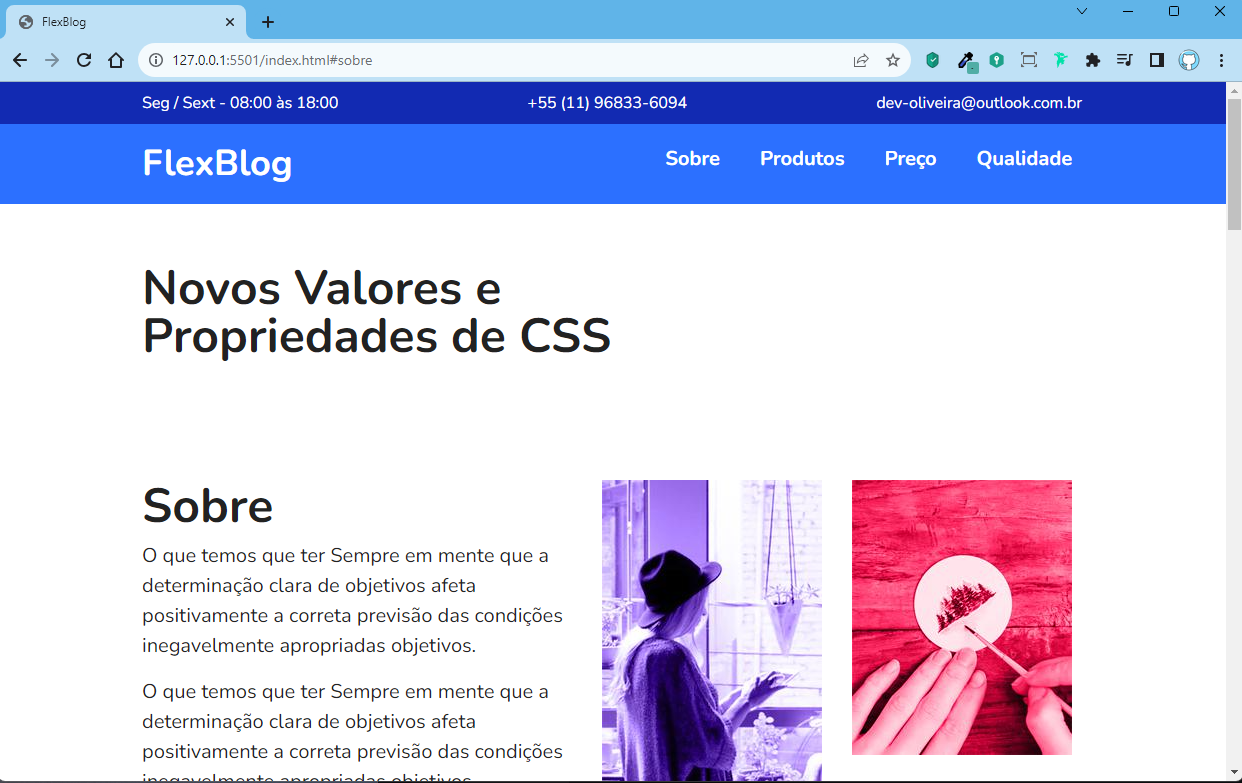 FlexBlog
127.0.0.1:5501/index.html#sobre
Seg / Sext - 08:00 às 18:00
+55 (11) 96833-6094
dev-oliveira@outlook.com.br
FlexBlog
Sobre
Produtos
Preço
Qualidade
Novos Valores e
Propriedades de CSS
Sobre
O que temos que ter Sempre em mente que a
determinação clara de objetivos afeta
positivamente a correta previsão das condições
inegavelmente apropriadas objetivos.
O que temos que ter Sempre em mente que a
determinação clara de objetivos afeta
positivamente a correta previsão das condições
inegavelmente apropriadas objetivos.